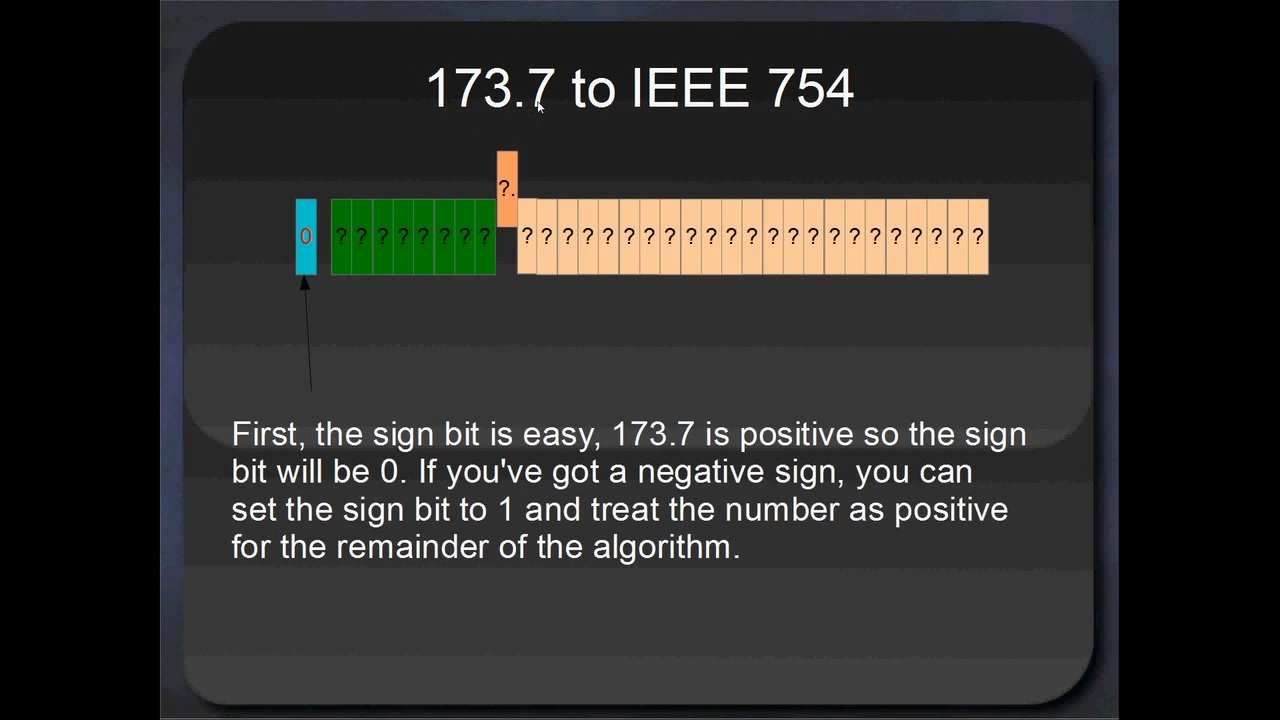 173.7 to IEEE 754
?.
0 ? ? ? ? ? ? ? ? ? ? ? ? ? ? ? ? ? ? ? ? ? ? ? ? ? ? ? ? ? ? ?
First, the sign bit is easy, 173.7 is positive so the sign
bit will be 0. If you've got a negative sign, you can
set the sign bit to 1 and treat the number as positive
for the remainder of the algorithm.